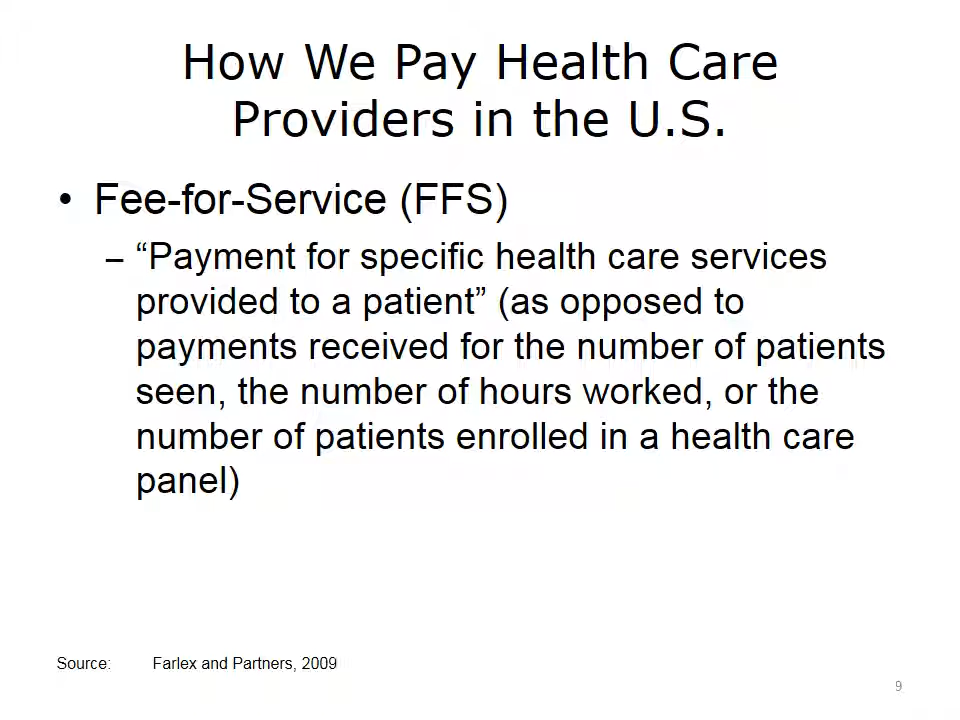 How We Pay Health Care
Providers in the U.S.
• Fee-for-Service (FFS)
– “Payment for specific health care services
provided to a patient” (as opposed to
payments received for the number of patients
seen, the number of hours worked, or the
number of patients enrolled in a health care
panel)
Source: Farlex and Partners, 2009
9